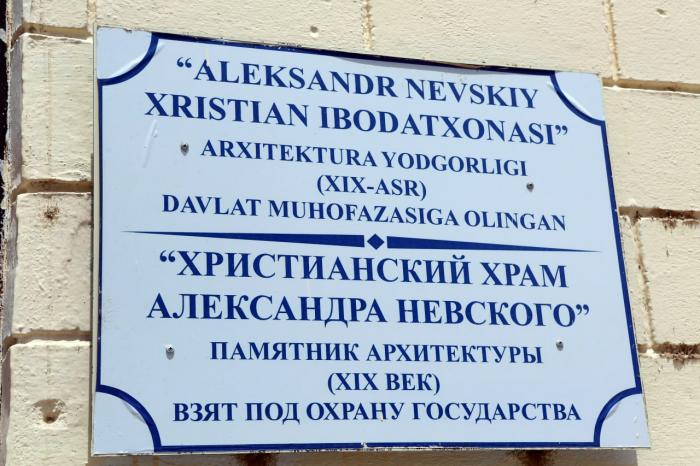 “ALEKSANDR NEVSKIY
XRISTIAN IBODATXONASI”
ARXITEKTURA YODGORLIGI
(XIX-ASR)
DAVLAT MUHOFAZASIGA OLINGAN
“ХРИСТИАНСКИЙ ХРАМ
АЛЕКСАНДРА НЕВСКОГО”
ПАМЯТНИК АРХИТЕКТУРЫ
(XIX ВЕК)
ВЗЯТ ПОД ОХРАНУ ГОСУДАРСТВА